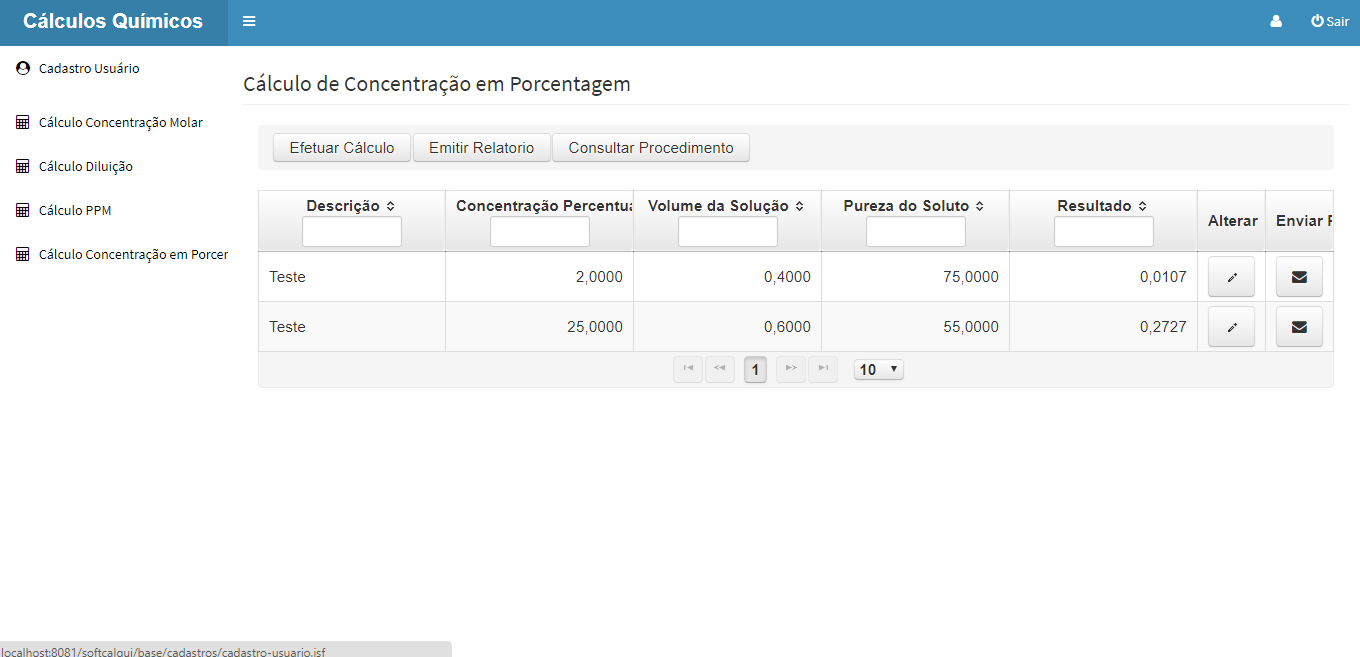 Cálculos Químicos
Sair
Cadastro Usuário
Cálculo Concentração Molar
Cálculo Diluição
Cálculo PPM
Cálculo Concentração em Porcer
Cálculo de Concentração em Porcentagem
Efetuar Cálculo Emitir Relatorio Consultar Procedimento
Descrição Concentração Percentua Volume da Solução Pureza do Soluto Resultado Alterar Enviar F
Teste 2,0000 0,4000 75,0000 0,0107
Teste 25,0000 0,6000 55,0000 0,2727
1 10
localhost:8081/softcalqui/base/cadastros/cadastro-usuario.jsf